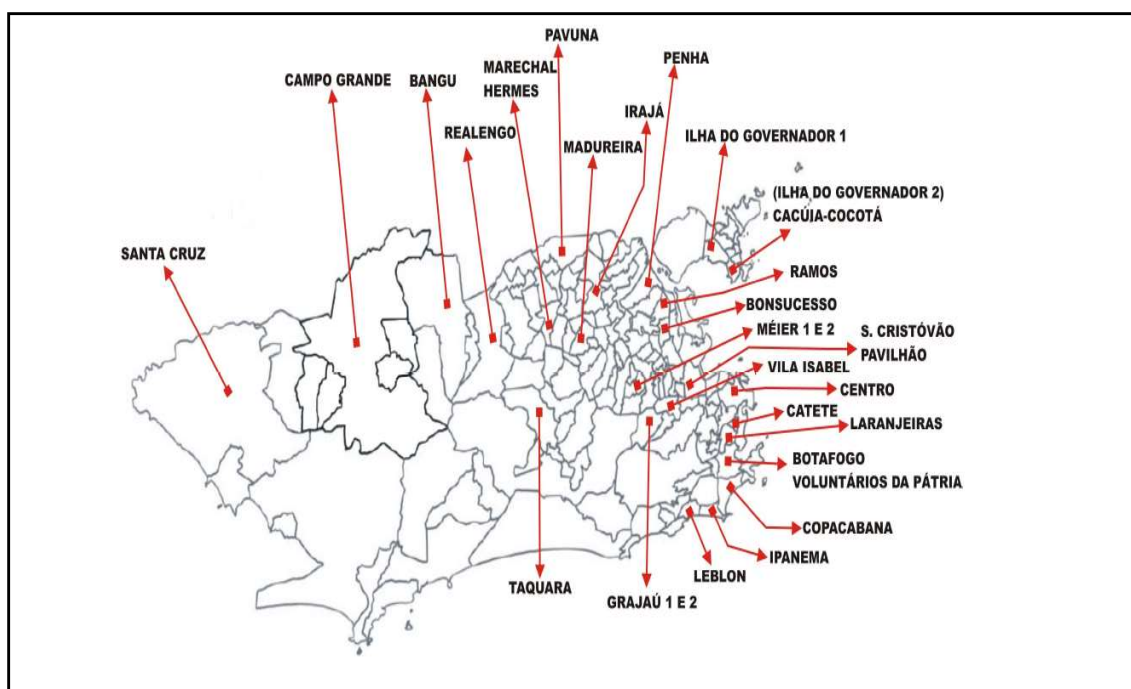 PAVUNA
PENHA
MARECHAL
HERMES
CAMPO GRANDE
BANGU
IRAJÁ
REALENGO
MADUREIRA
ILHA DO GOVERNADOR 1
(ILHA DO GOVERNADOR 2)
CACÚIA-COCOTÁ
SANTA CRUZ
RAMOS
BONSUCESSO
MÉIER 1 E 2
S. CRISTÓVÃO
PAVILHÃO
VILA ISABEL
CENTRO
CATETE
LARANJEIRAS
BOTAFOGO
VOLUNTÁRIOS DA PÁTRIA
COPACABANA
IPANEMA
LEBLON
TAQUARA
GRAJAÚ 1 E 2